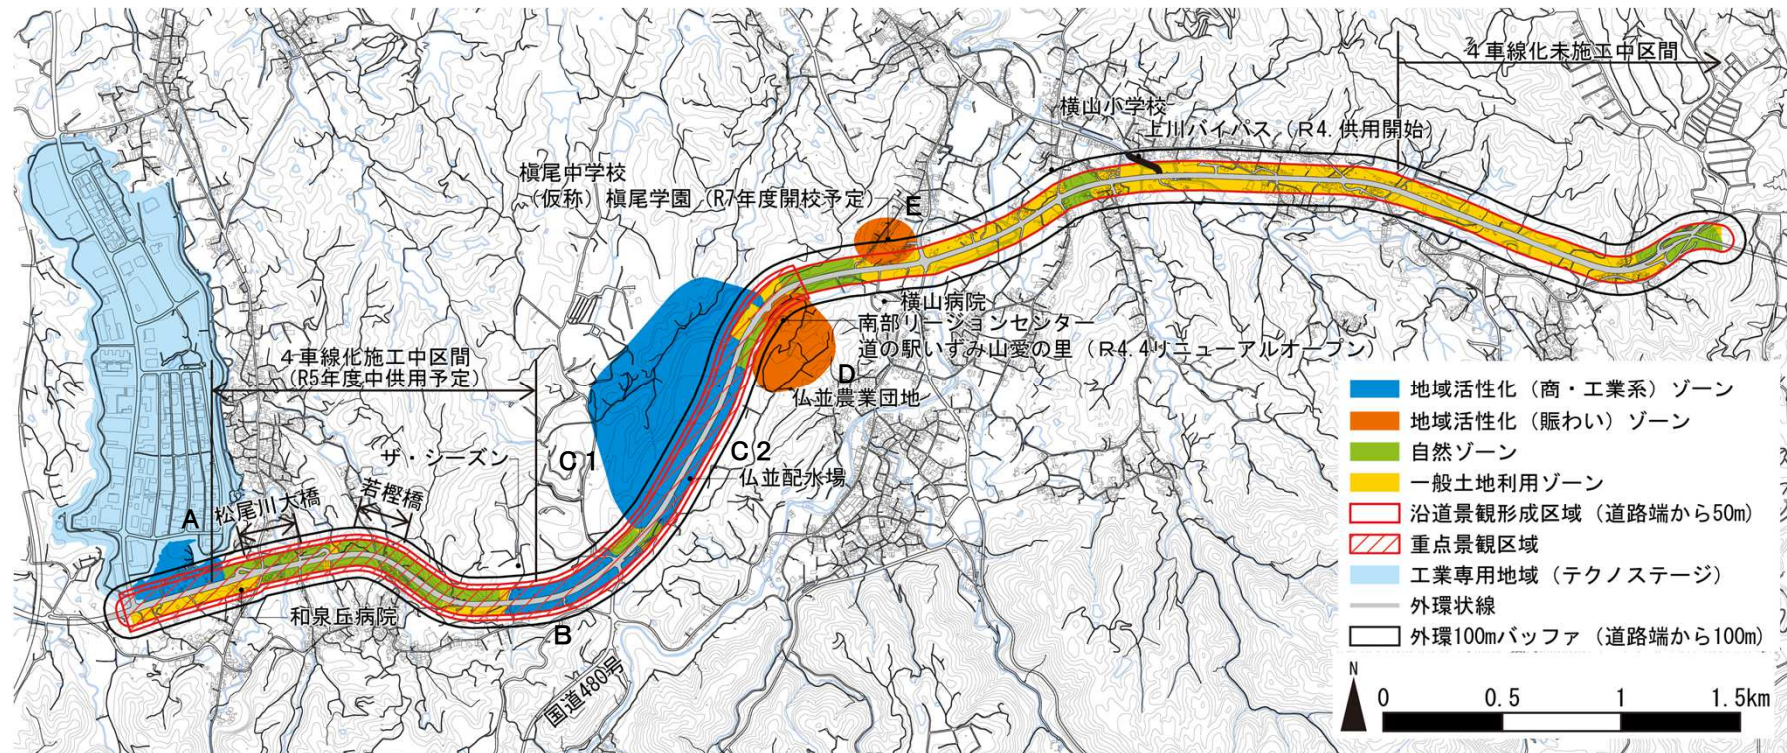 4車線化未施工中区間
横山小学校
上川バイパス（R4.供用開始）
槇尾中学校
（仮称）槇尾学園（R7年度開校予定）
E
横山病院
南部リージョンセンター
道の駅いずみ山愛の里（R4.4リニューアルオープン）
4車線化施工中区間
（R5年度中供用予定）
D
仏並農業団地
ザ・シーズン
C1
C2
仏並配水場
A
松尾川大橋
若樫橋
和泉丘病院
B
国道480号
地域活性化（商・工業系）ゾーン
地域活性化（賑わい）ゾーン
自然ゾーン
一般土地利用ゾーン
沿道景観形成区域（道路端から50m）
重点景観区域
工業専用地域（テクノステージ）
外環状線
外環100mバッファ（道路端から100m）
N
0 0.5 1 1.5km